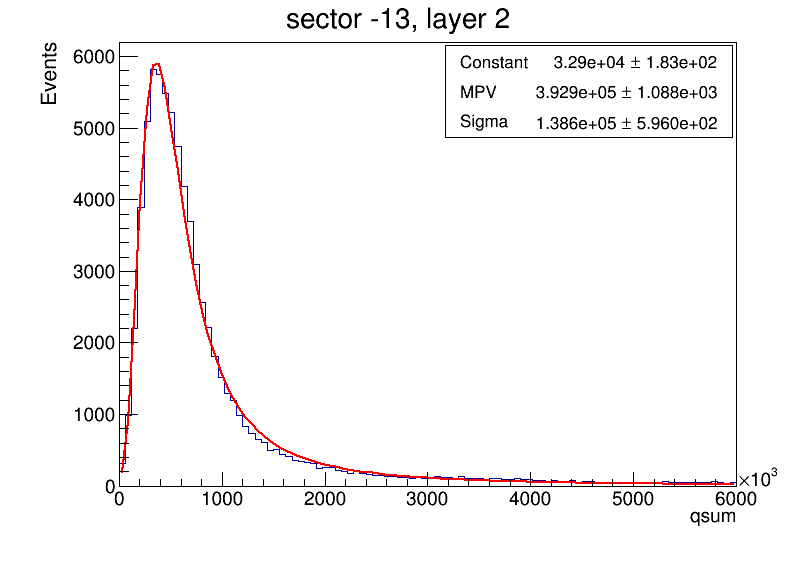 sector -13, layer 2
Constant 3.29e+04 ± 1.83e+02
MPV 3.929e+05 ± 1.088e+03
Sigma 1.386e+05 ± 5.960e+02
Events
6000
5000
4000
3000
2000
1000
0
0 1000 2000 3000 4000 5000 6000
×10³
qsum